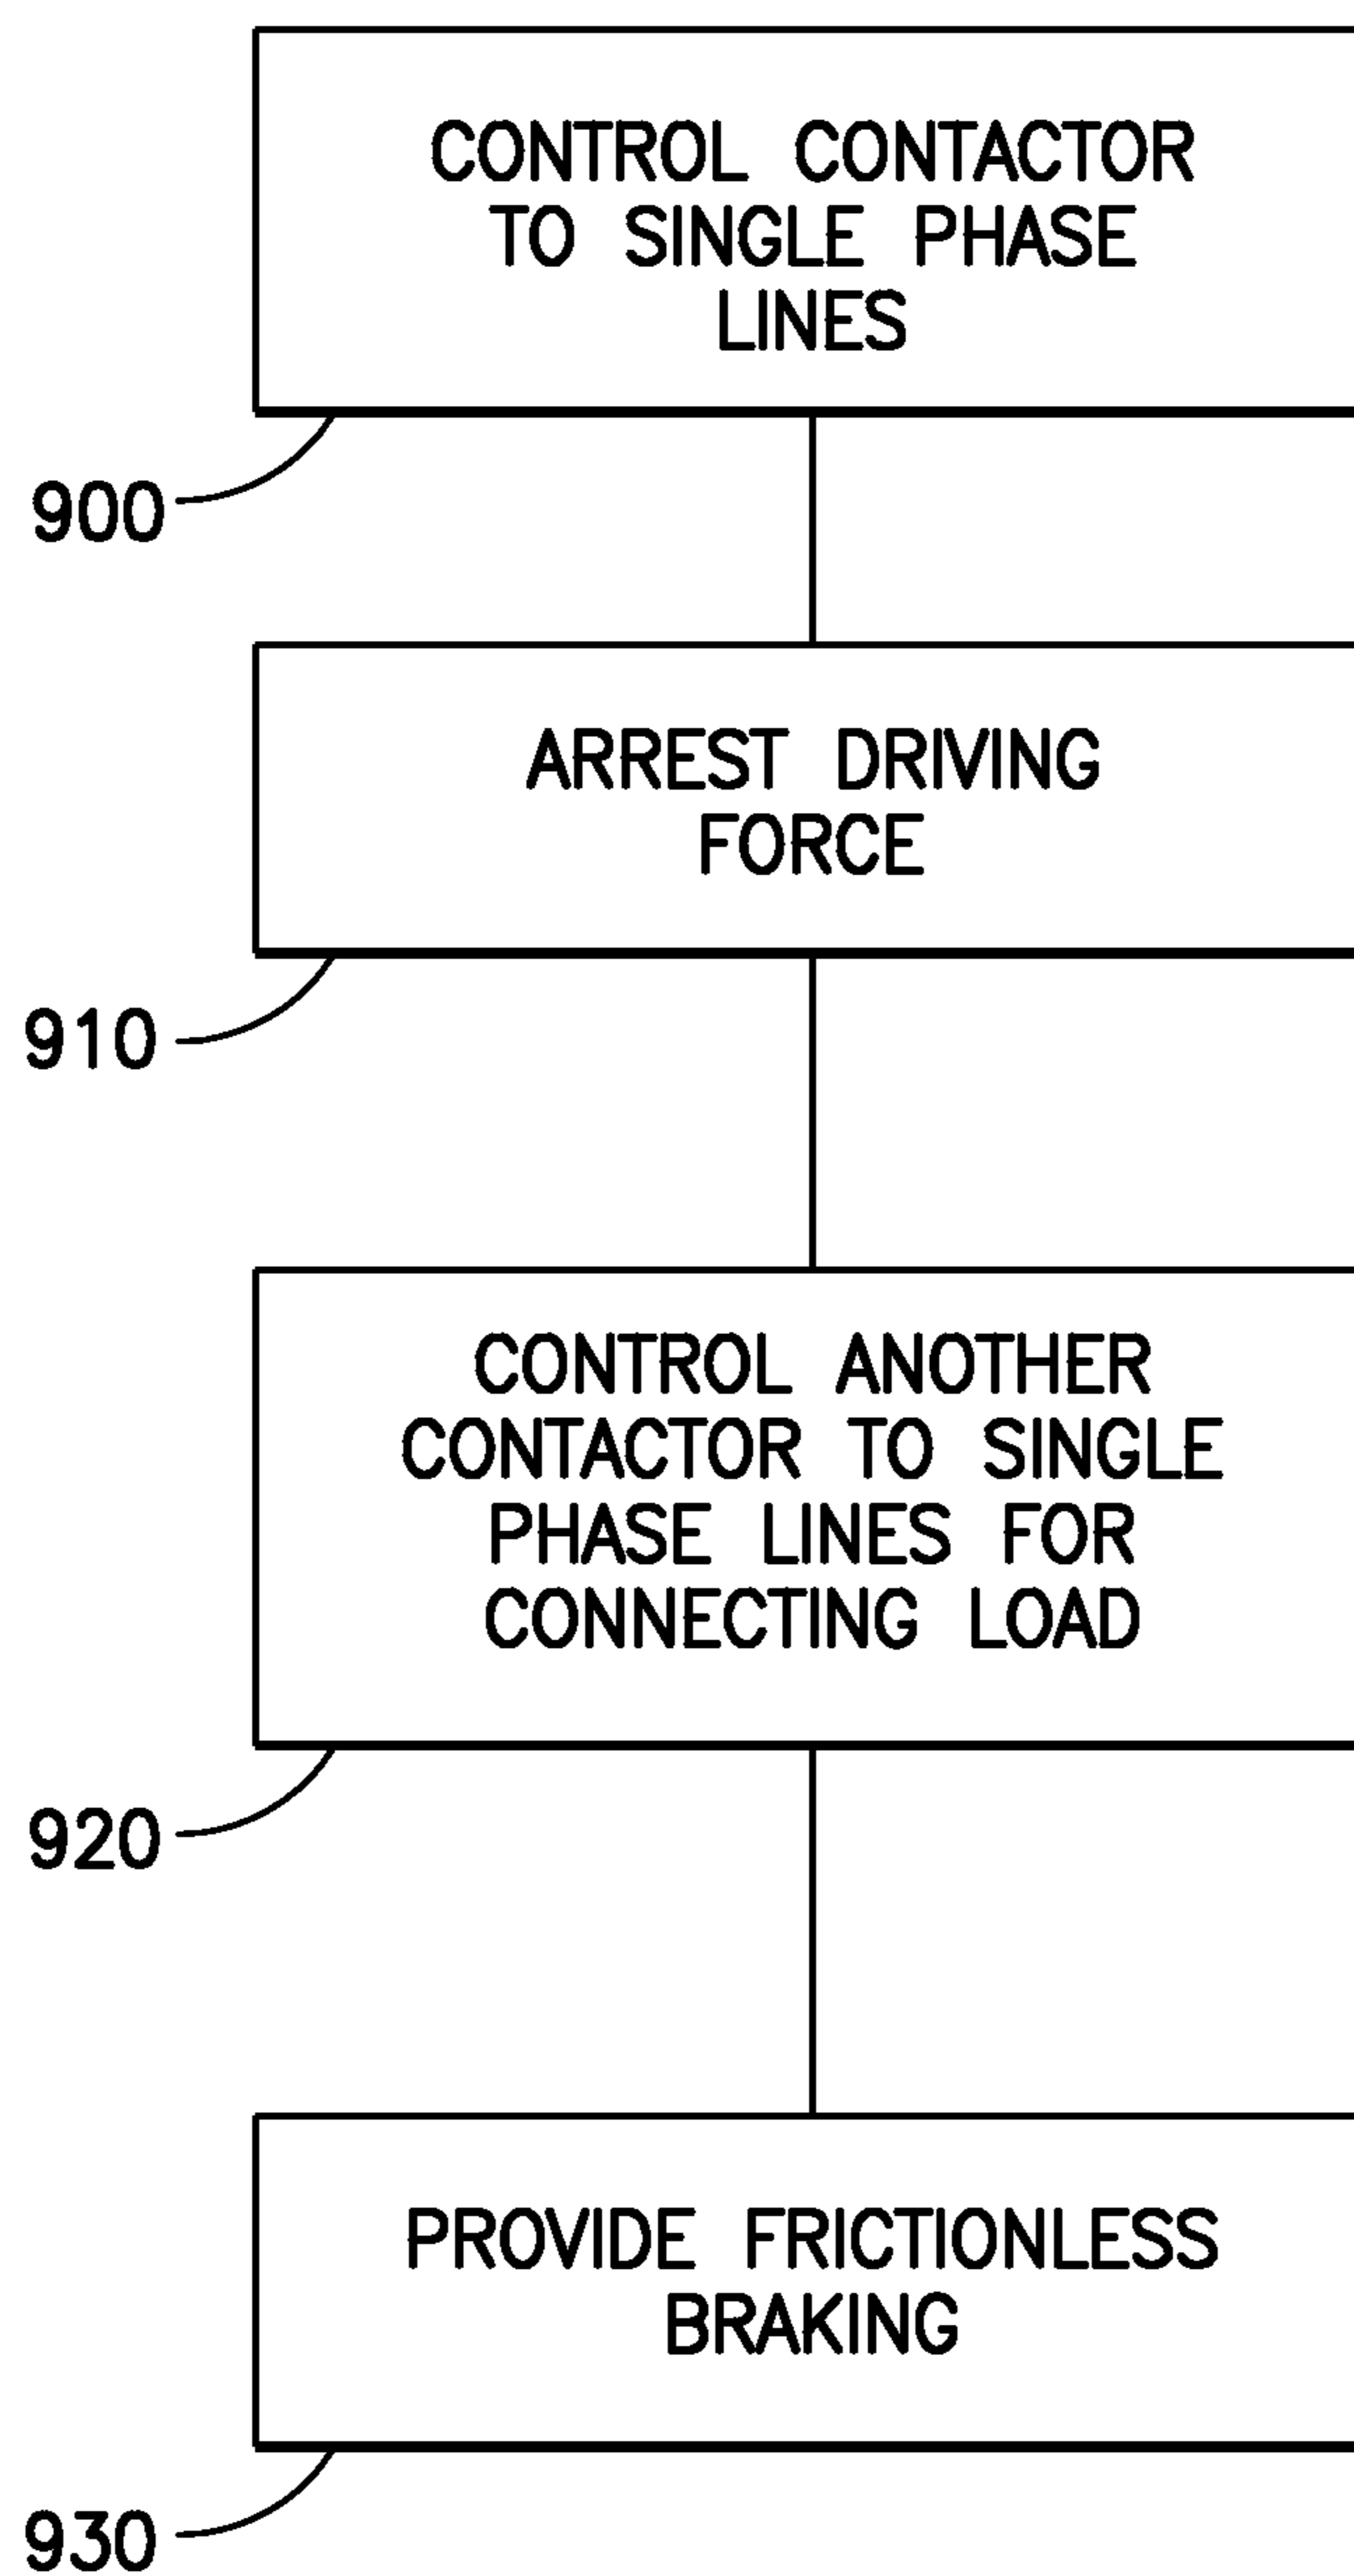 CONTROL CONTACTOR
TO SINGLE PHASE
LINES
900
ARREST DRIVING
FORCE
910
CONTROL ANOTHER
CONTACTOR TO SINGLE
PHASE LINES FOR
CONNECTING LOAD
920
PROVIDE FRICTIONLESS
BRAKING
930